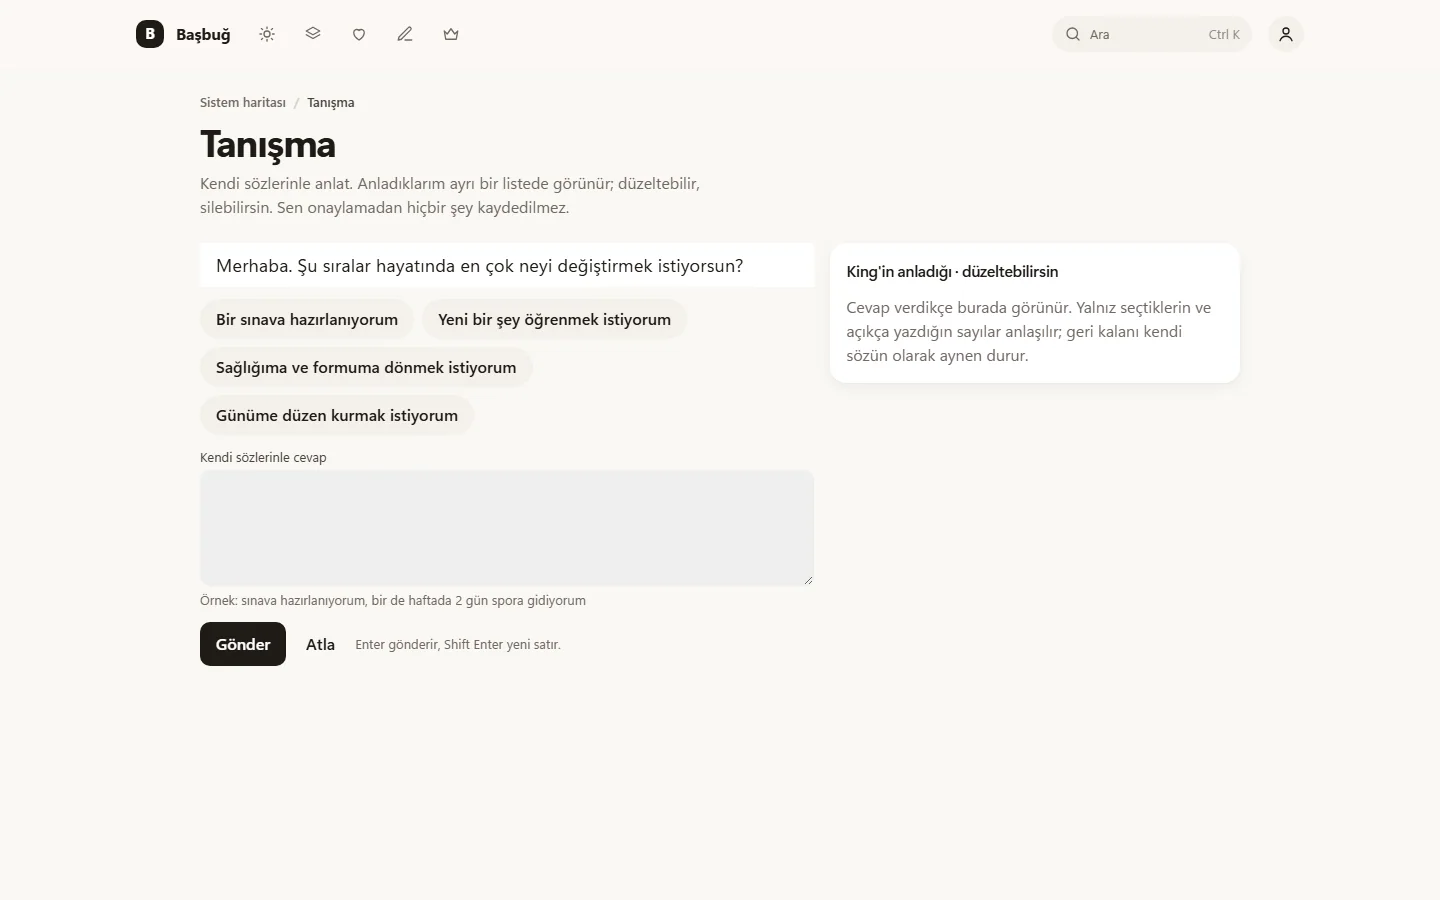 B Başbuğ
Ara Ctrl K
Sistem haritası / Tanışma
Tanışma
Kendi sözlerinle anlat. Anladıklarım ayrı bir listede görünür; düzeltebilir,
silebilirsin. Sen onaylamadan hiçbir şey kaydedilmez.
Merhaba. Şu sıralar hayatında en çok neyi değiştirmek istiyorsun?
Bir sınava hazırlanıyorum
Yeni bir şey öğrenmek istiyorum
Sağlığıma ve formuma dönmek istiyorum
Günüme düzen kurmak istiyorum
Kendi sözlerinle cevap
Örnek: sınava hazırlanıyorum, bir de haftada 2 gün spora gidiyorum
Gönder
Atla
Enter gönderir, Shift Enter yeni satır.
King'in anladığı · düzeltebilirsin
Cevap verdikçe burada görünür. Yalnız seçtiklerin ve
açıkça yazdığın sayılar anlaşılır; geri kalanı kendi
sözün olarak aynen durur.